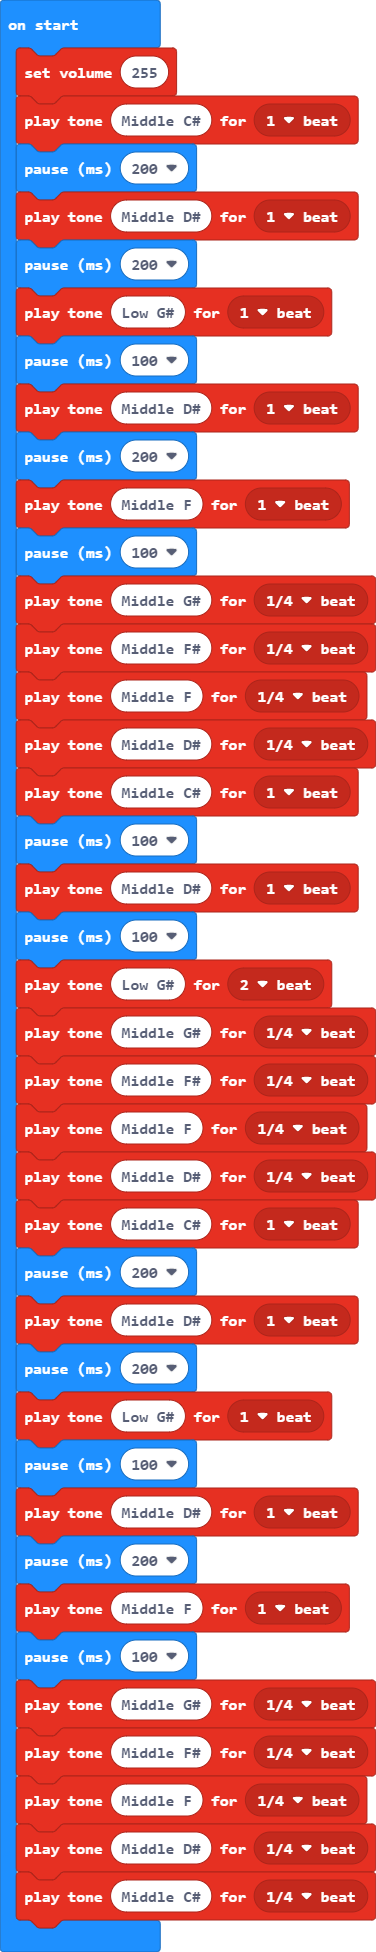 on start
set volume 255
play tone Middle C# for 1 beat
pause (ms) 200
play tone Middle D# for 1 beat
pause (ms) 200
play tone Low G# for 1 beat
pause (ms) 100
play tone Middle D# for 1 beat
pause (ms) 200
play tone Middle F for 1 beat
pause (ms) 100
play tone Middle G# for 1/4 beat
play tone Middle F# for 1/4 beat
play tone Middle F for 1/4 beat
play tone Middle D# for 1/4 beat
play tone Middle C# for 1 beat
pause (ms) 100
play tone Middle D# for 1 beat
pause (ms) 100
play tone Low G# for 2 beat
play tone Middle G# for 1/4 beat
play tone Middle F# for 1/4 beat
play tone Middle F for 1/4 beat
play tone Middle D# for 1/4 beat
play tone Middle C# for 1 beat
pause (ms) 200
play tone Middle D# for 1 beat
pause (ms) 200
play tone Low G# for 1 beat
pause (ms) 100
play tone Middle D# for 1 beat
pause (ms) 200
play tone Middle F for 1 beat
pause (ms) 100
play tone Middle G# for 1/4 beat
play tone Middle F# for 1/4 beat
play tone Middle F for 1/4 beat
play tone Middle D# for 1/4 beat
play tone Middle C# for 1/4 beat